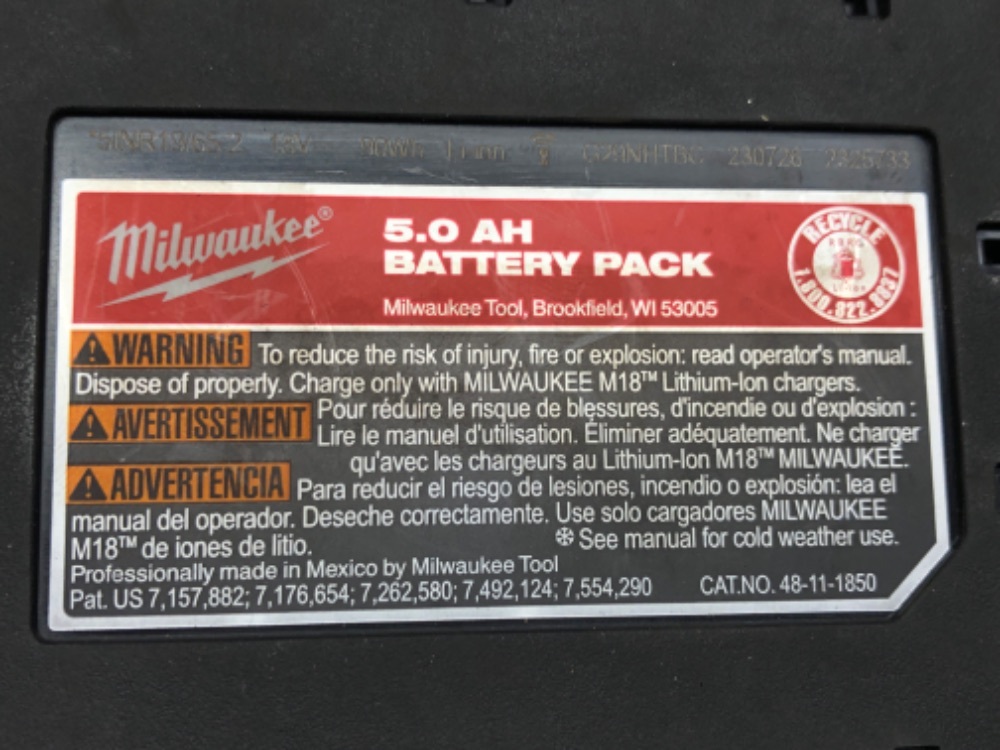 18V 90Wh 230726
Milwaukee®
5.0 AH
BATTERY PACK
Milwaukee Tool, Brookfield, WI 53005
RECYCLE
1.800.822.8837
WARNING To reduce the risk of injury, fire or explosion: read operator's manual.
Dispose of properly. Charge only with MILWAUKEE M18™ Lithium-Ion chargers.
AVERTISSEMENT Pour réduire le risque de blessures, d'incendie ou d'explosion :
Lire le manuel d'utilisation. Éliminer adéquatement. Ne charger
qu'avec les chargeurs au Lithium-Ion M18™ MILWAUKEE.
ADVERTENCIA Para reducir el riesgo de lesiones, incendio o explosión: lea el
manual del operador. Deseche correctamente. Use solo cargadores MILWAUKEE
M18™ de iones de litio.
See manual for cold weather use.
Professionally made in Mexico by Milwaukee Tool
Pat. US 7,157,882; 7,176,654; 7,262,580; 7,492,124; 7,554,290
CAT.NO. 48-11-1850